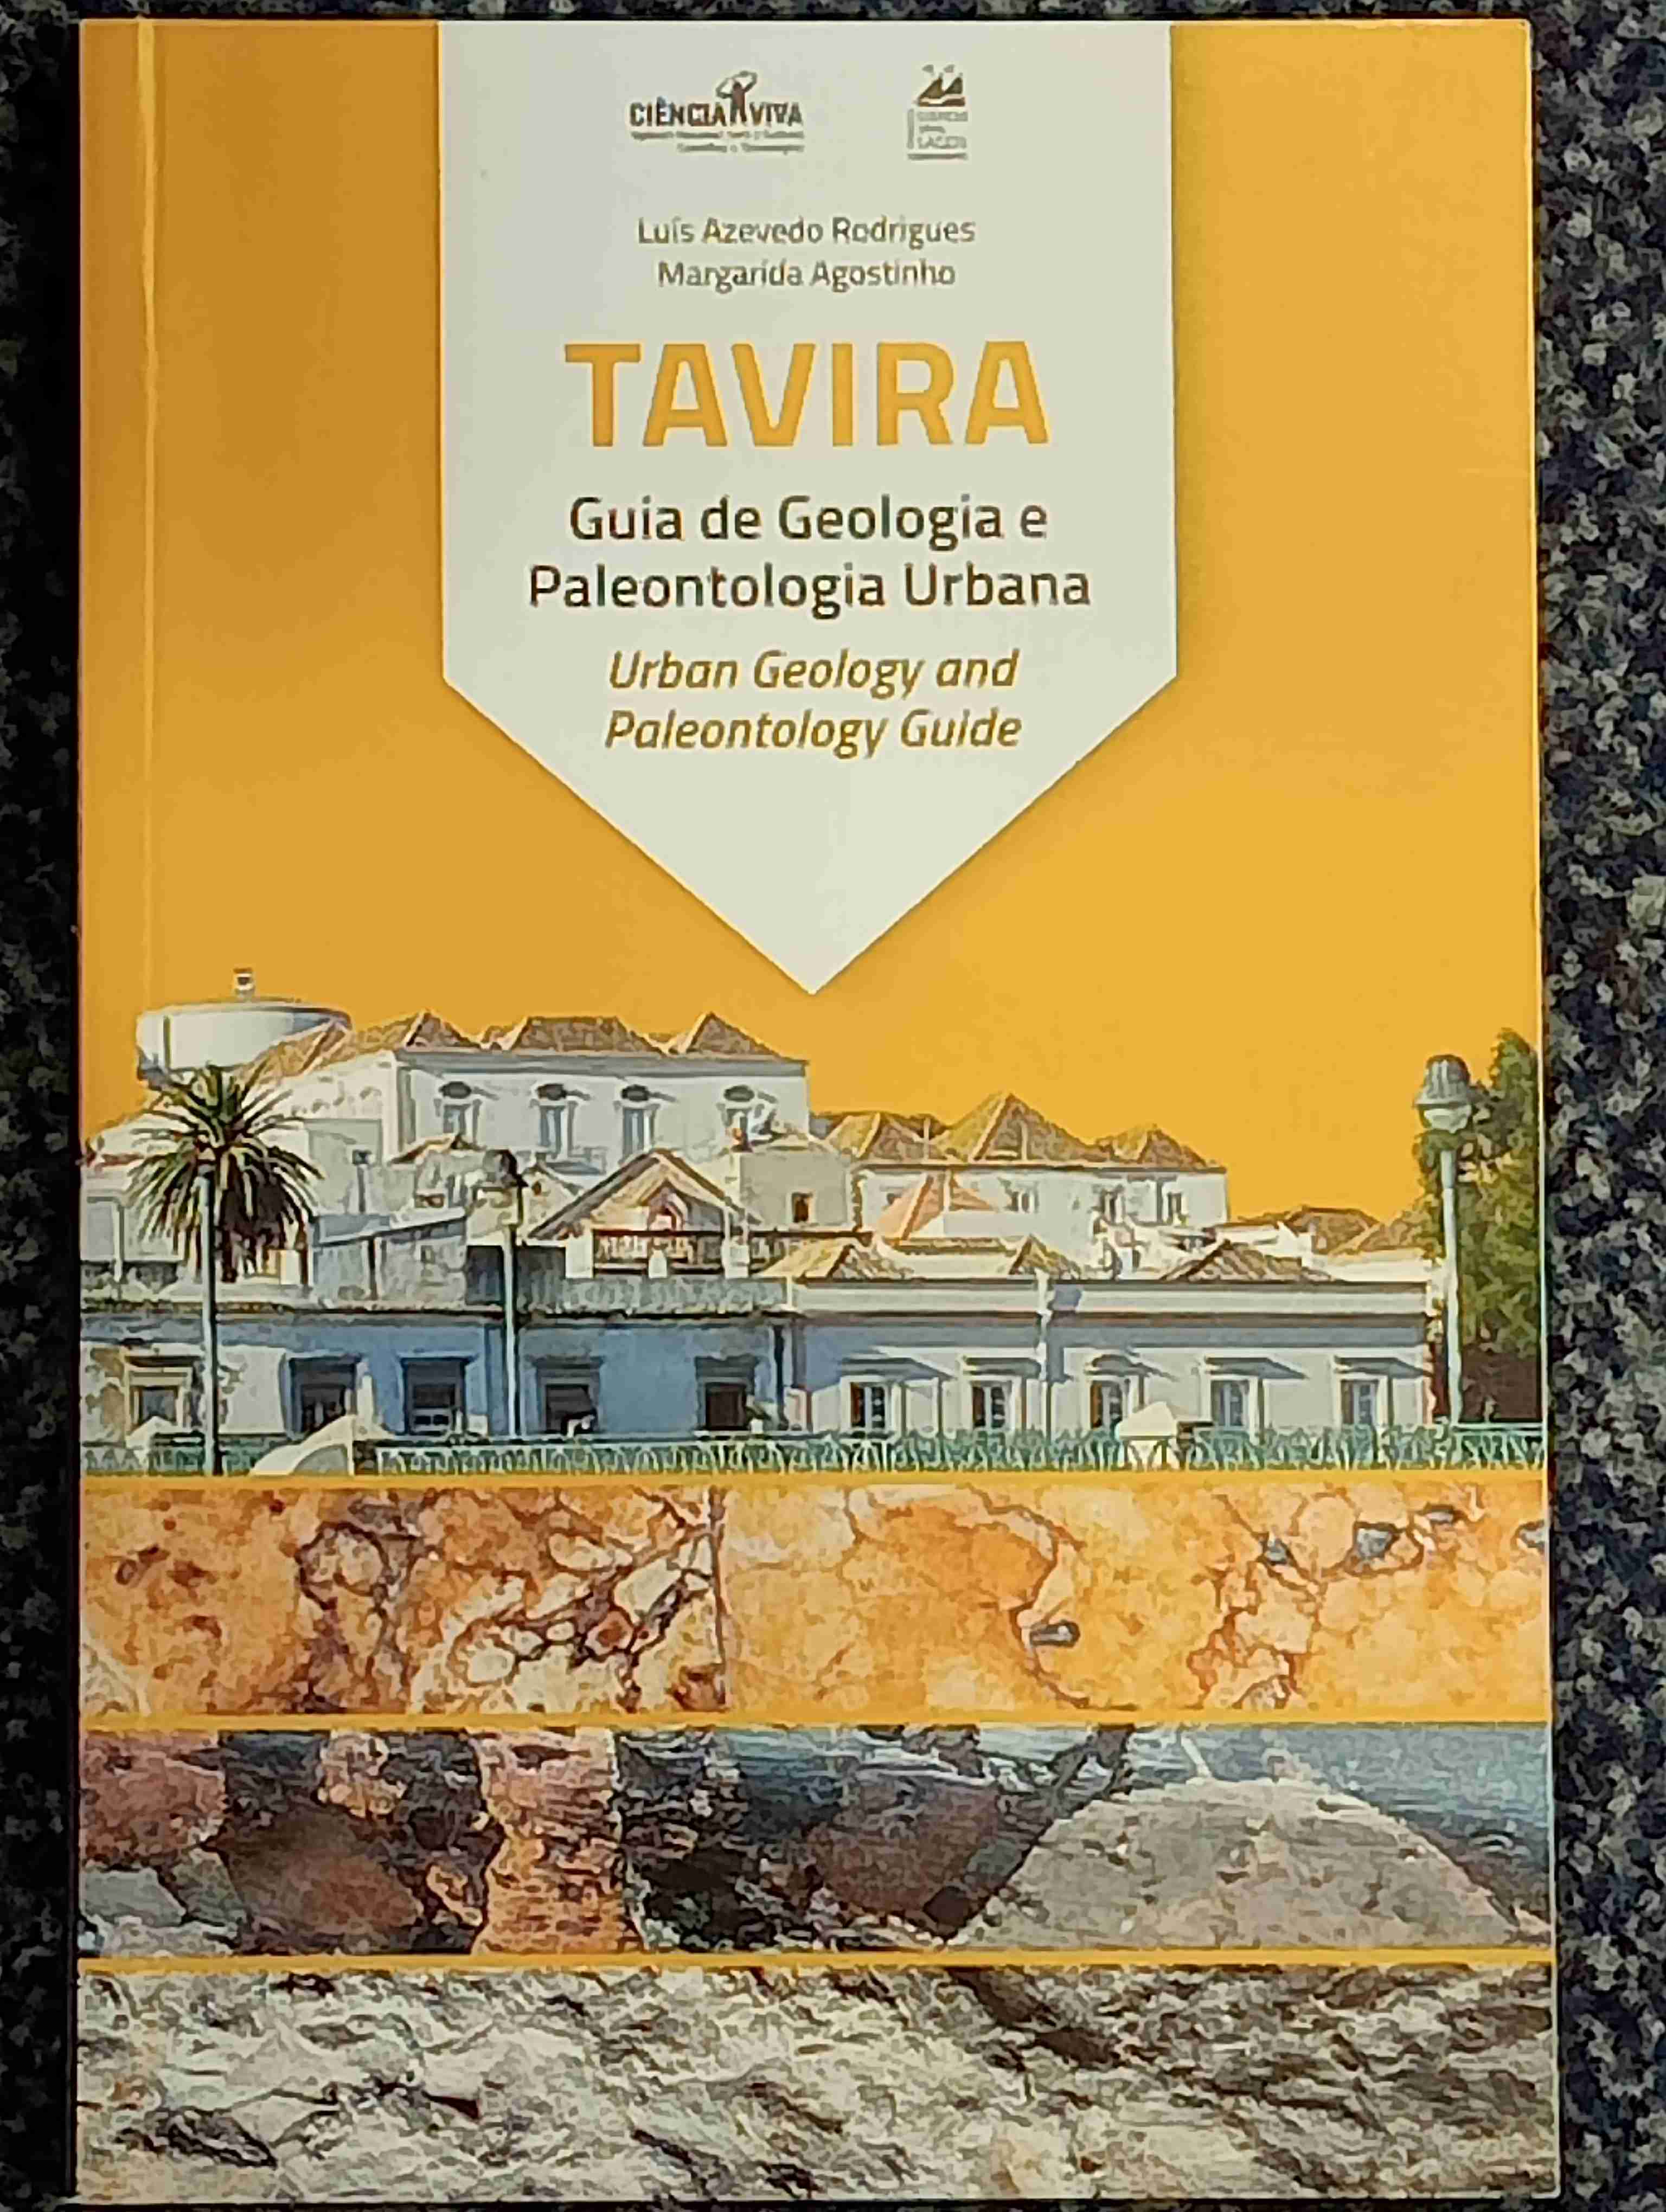 CIÊNCIA VIVA
Luís Azevedo Rodrigues
Margarida Agostinho
TAVIRA
Guia de Geologia e
Paleontologia Urbana
Urban Geology and
Paleontology Guide